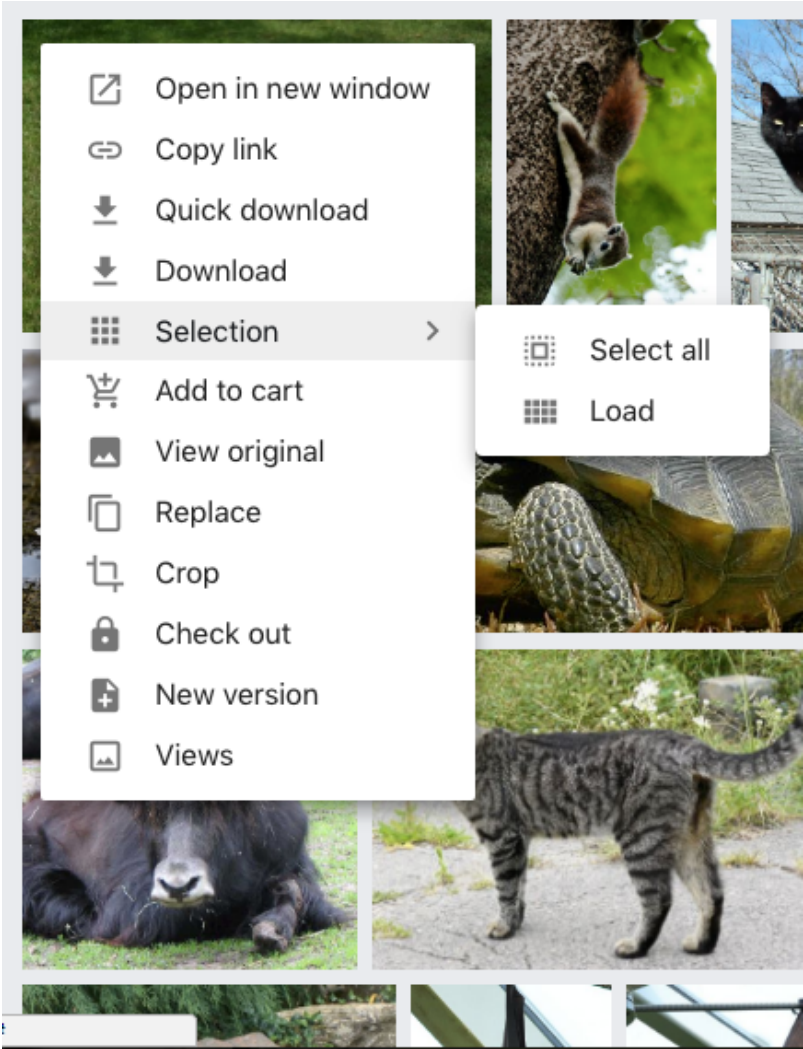 Open in new window
Copy link
Quick download
Download
Selection
Select all
Load
Add to cart
View original
Replace
Crop
Check out
New version
Views